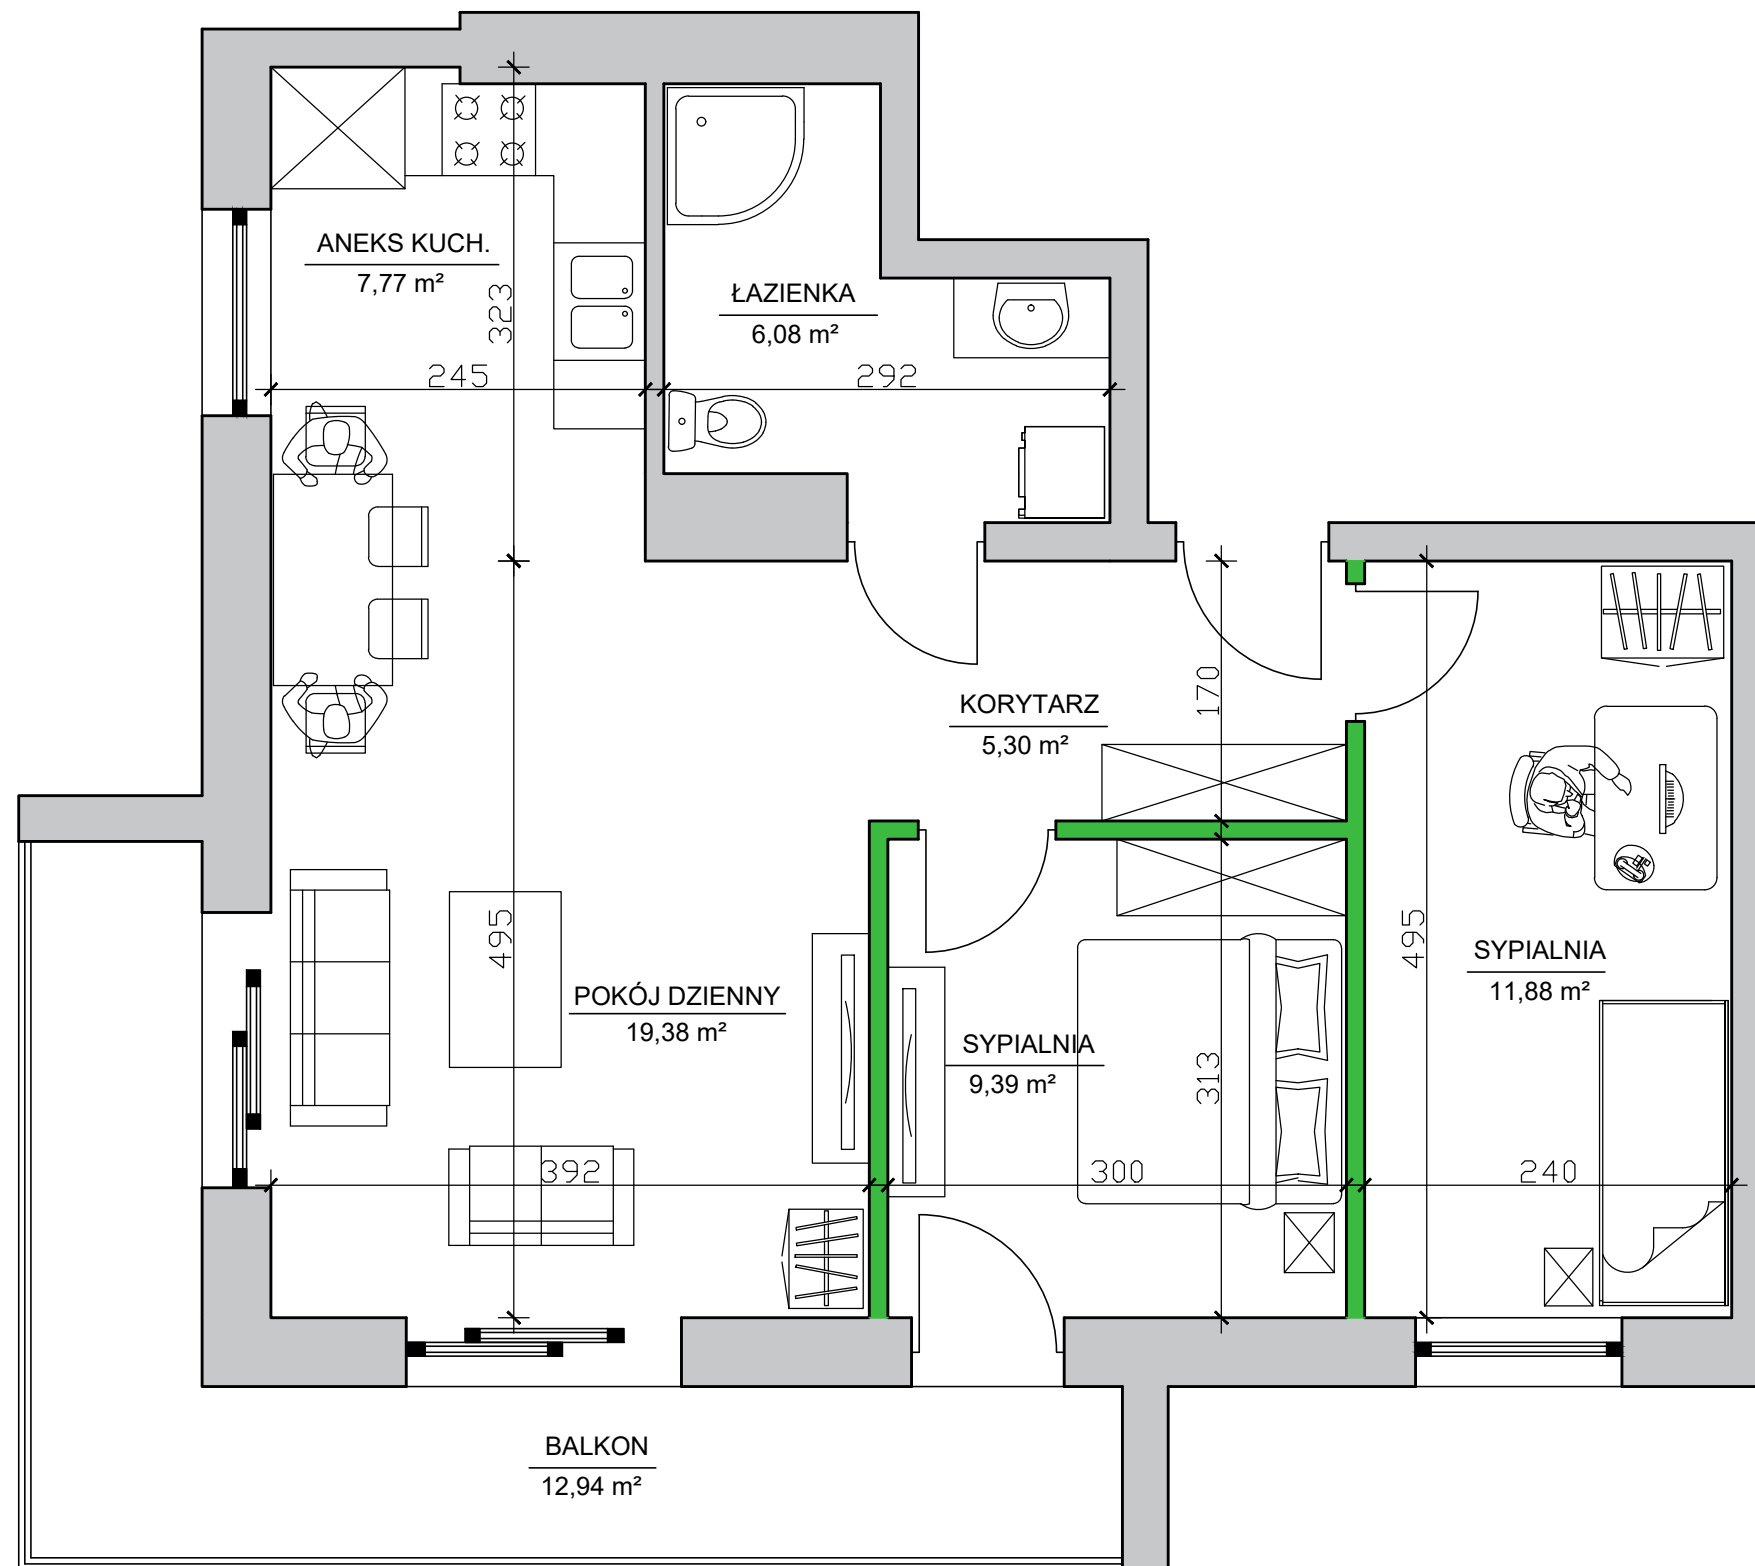 ANEKS KUCH.
7,77 m²
323
ŁAZIENKA
6,08 m²
245
292
KORYTARZ
5,30 m²
170
495
POKÓJ DZIENNY
19,38 m²
392
SYPIALNIA
9,39 m²
313
300
495
SYPIALNIA
11,88 m²
240
BALKON
12,94 m²